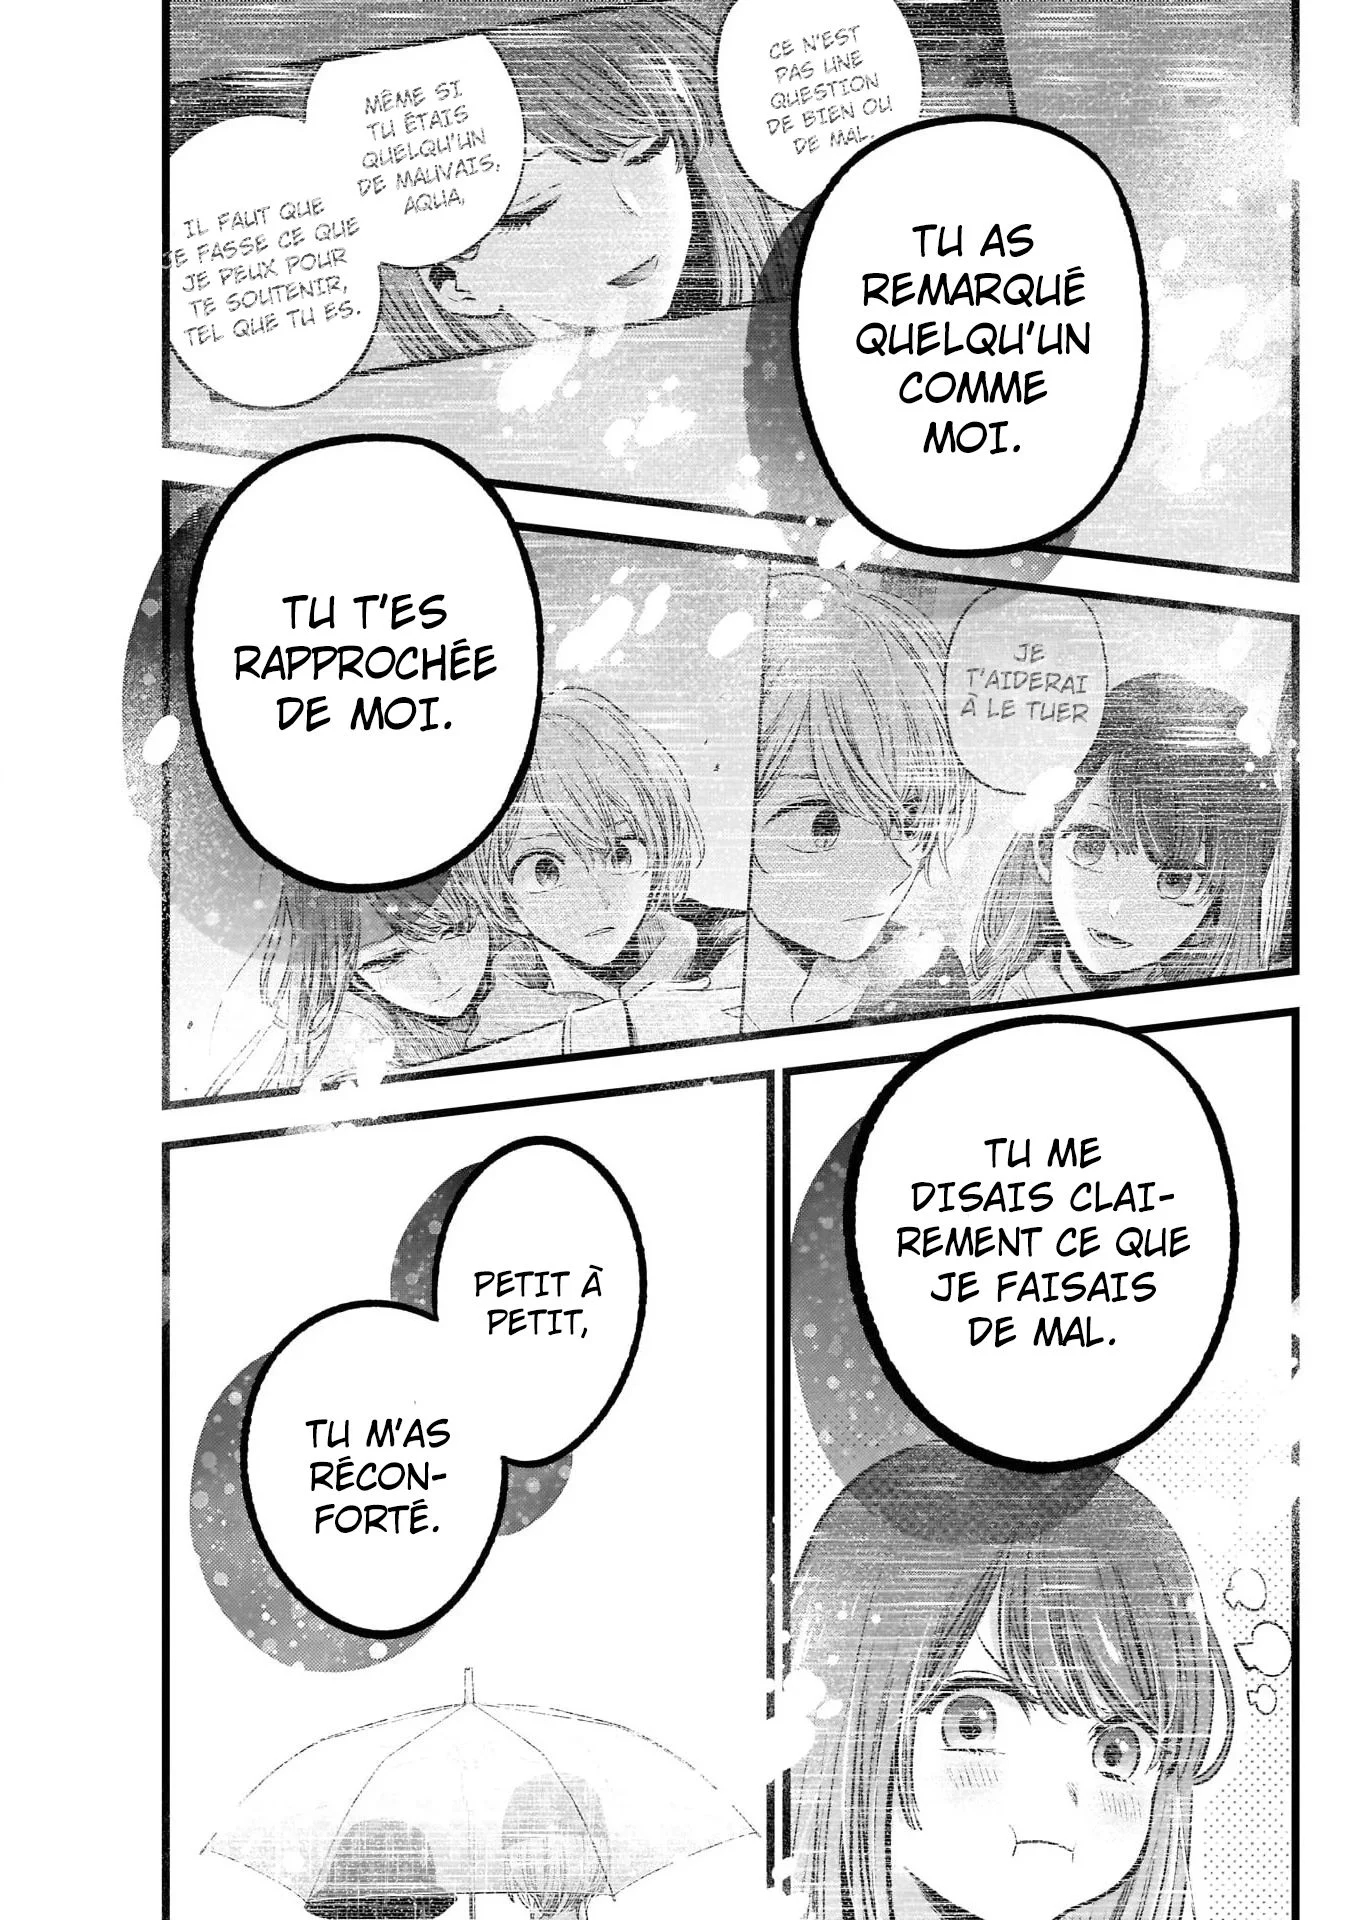 CE N'EST
PAS UNE
QUESTION
DE BIEN OU
DE MAL.
MÊME SI
TU ÉTAIS
QUELQU'UN
DE MAUVAIS,
AQUA,
IL FAUT QUE
JE FASSE CE QUE
JE PEUX POUR
TE SOUTENIR,
TEL QUE TU ES.
TU AS
REMARQUÉ
QUELQU'UN
COMME
MOI.
TU T'ES
RAPPROCHÉE
DE MOI.
JE
T'AIDERAI
À LE TUER
TU ME
DISAIS CLAI-
REMENT CE QUE
JE FAISAIS
DE MAL.
PETIT À
PETIT,
TU M'AS
RÉCON-
FORTÉ.